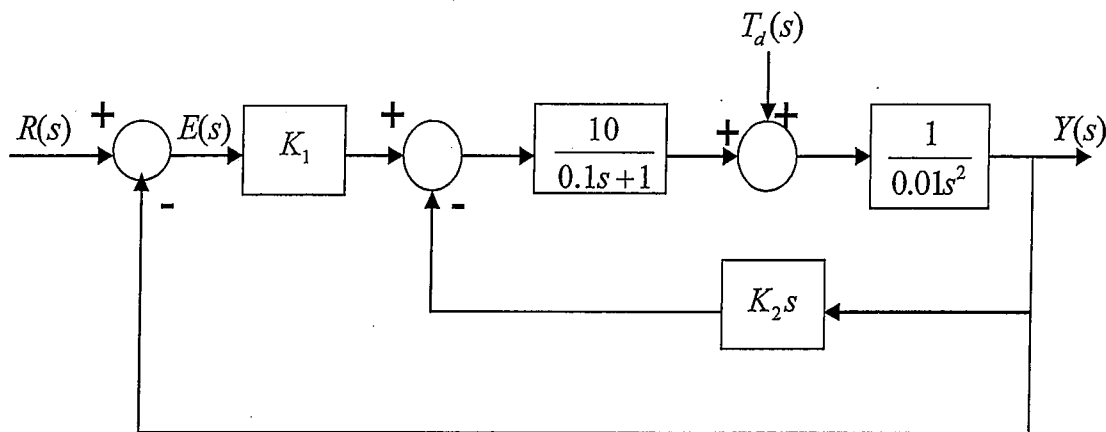 T_d(s)
+
R(s)
E(s)
K_1
+
-
10
0.1s+1
+
+
1
0.01s^2
Y(s)
-
K_2 s